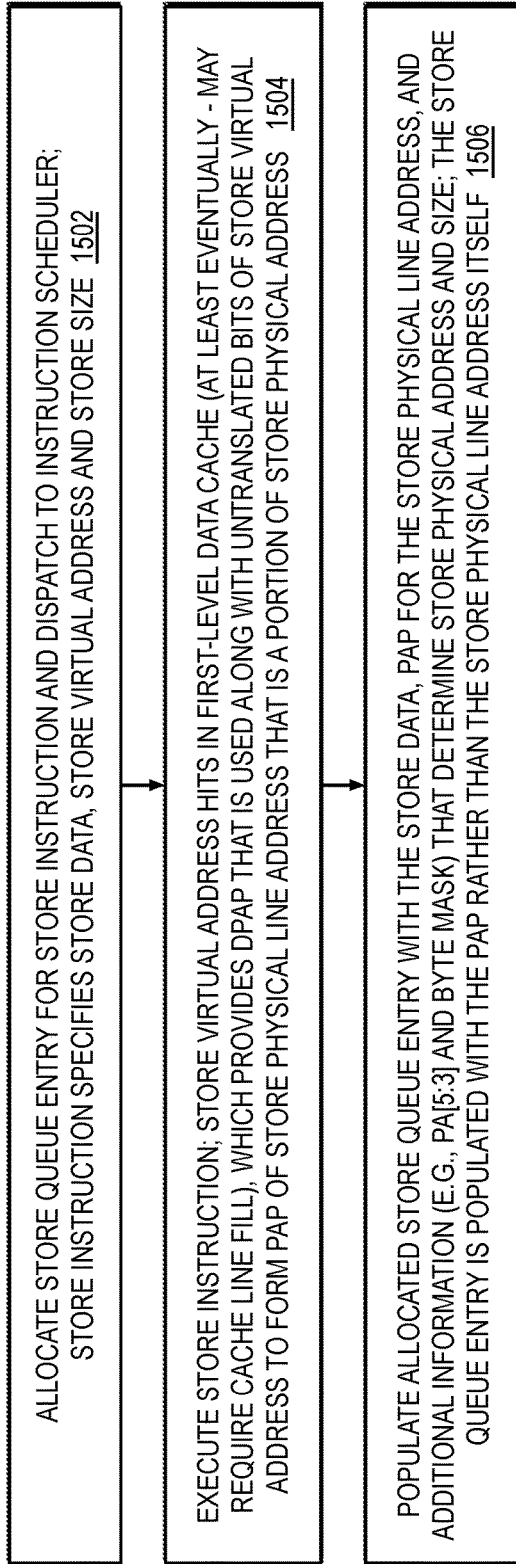 ALLOCATE STORE QUEUE ENTRY FOR STORE INSTRUCTION AND DISPATCH TO INSTRUCTION SCHEDULER;
STORE INSTRUCTION SPECIFIES STORE DATA, STORE VIRTUAL ADDRESS AND STORE SIZE 1502
EXECUTE STORE INSTRUCTION; STORE VIRTUAL ADDRESS HITS IN FIRST-LEVEL DATA CACHE (AT LEAST EVENTUALLY - MAY
REQUIRE CACHE LINE FILL), WHICH PROVIDES DPAP THAT IS USED ALONG WITH UNTRANSLATED BITS OF STORE VIRTUAL
ADDRESS TO FORM PAP OF STORE PHYSICAL LINE ADDRESS THAT IS A PORTION OF STORE PHYSICAL ADDRESS 1504
POPULATE ALLOCATED STORE QUEUE ENTRY WITH THE STORE DATA, PAP FOR THE STORE PHYSICAL LINE ADDRESS, AND
ADDITIONAL INFORMATION (E.G., PA[5:3] AND BYTE MASK) THAT DETERMINE STORE PHYSICAL ADDRESS AND SIZE; THE STORE
QUEUE ENTRY IS POPULATED WITH THE PAP RATHER THAN THE STORE PHYSICAL LINE ADDRESS ITSELF 1506